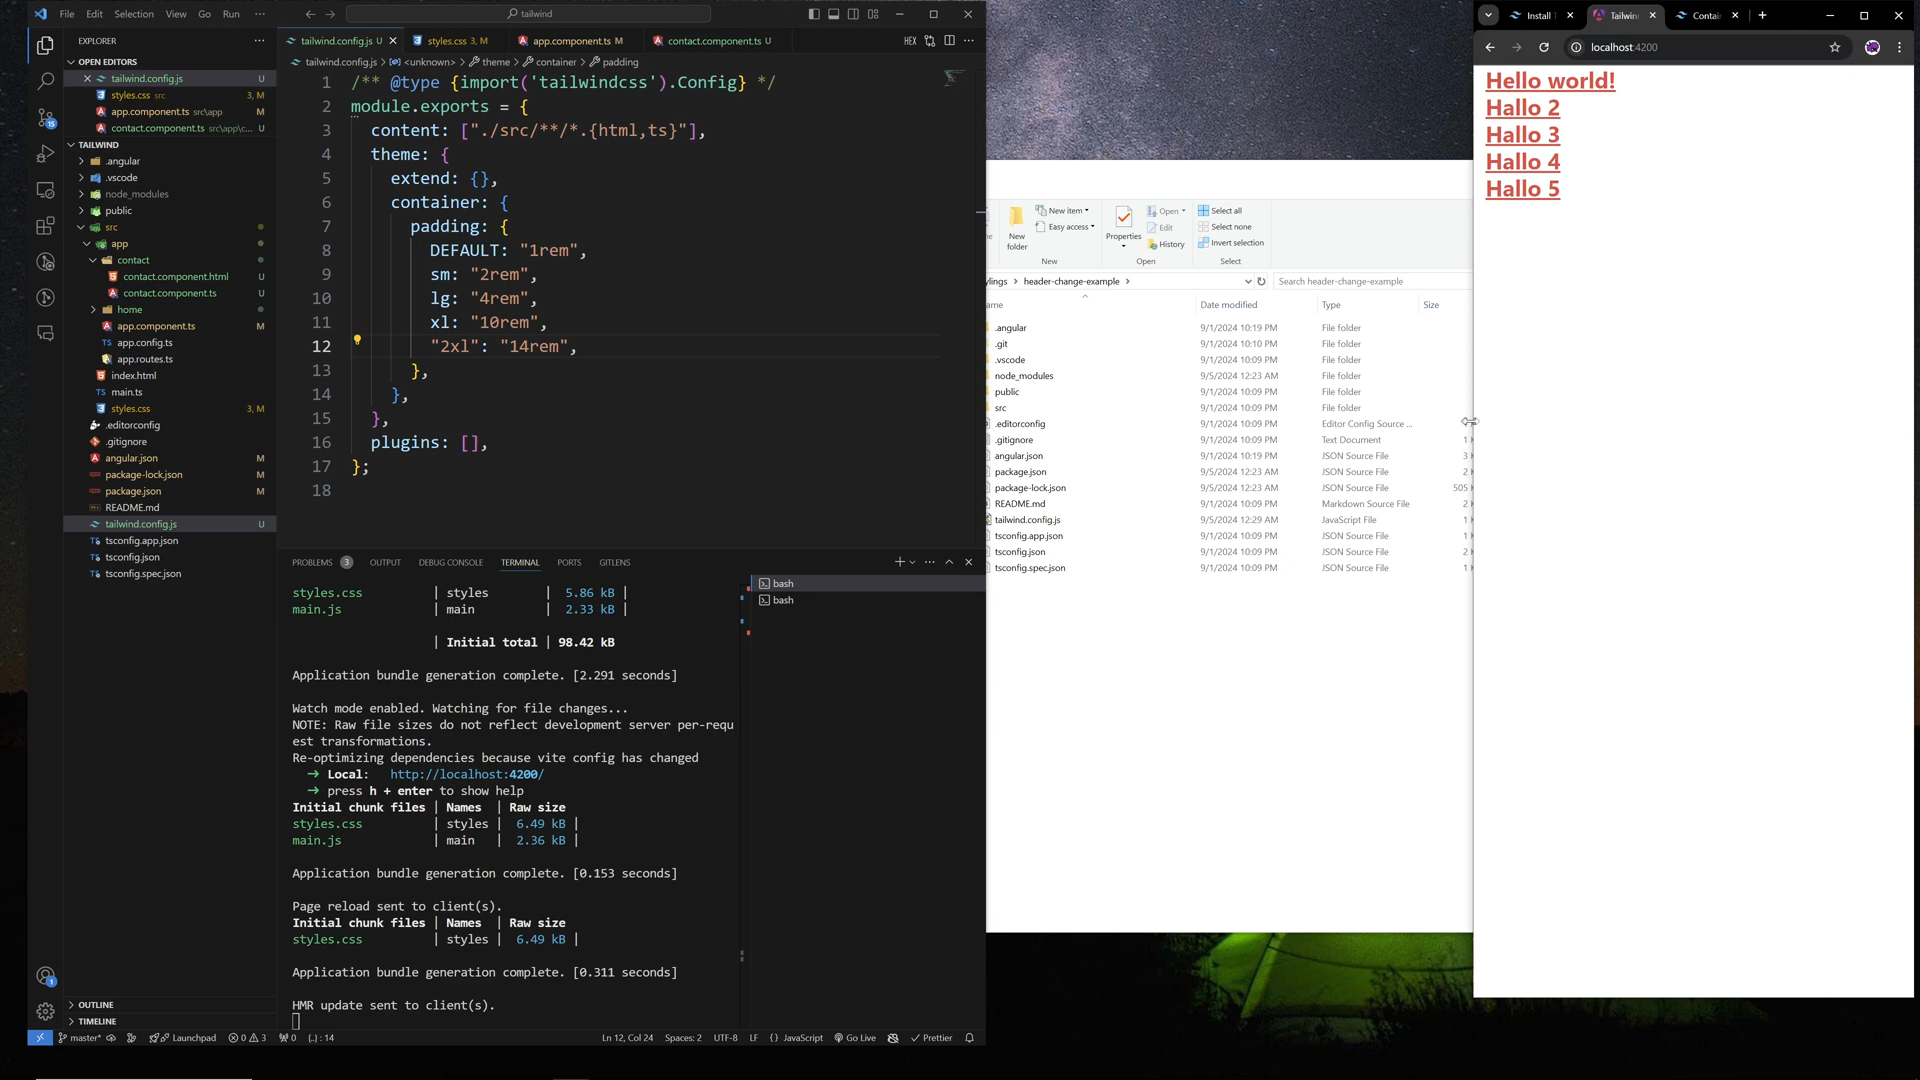 File Edit Selection View Go Run ···
tailwind
EXPLORER
OPEN EDITORS
tailwind.config.js U
styles.css src 3, M
app.component.ts src\app M
contact.component.ts src\app\c... U
TAILWIND
.angular
.vscode
node_modules
public
src
app
contact
contact.component.html U
contact.component.ts U
home
app.component.ts M
app.config.ts
app.routes.ts
index.html
main.ts
styles.css 3, M
.editorconfig
.gitignore
angular.json M
package-lock.json M
package.json M
README.md
tailwind.config.js U
tsconfig.app.json
tsconfig.json
tsconfig.spec.json
OUTLINE
TIMELINE
tailwind.config.js U styles.css 3, M app.component.ts M contact.component.ts U
HEX
tailwind.config.js > <unknown> > theme > container > padding
1 /** @type {import('tailwindcss').Config} */
2 module.exports = {
3 content: ["./src/**/*.{html,ts}"],
4 theme: {
5 extend: {},
6 container: {
7 padding: {
8 DEFAULT: "1rem",
9 sm: "2rem",
10 lg: "4rem",
11 xl: "10rem",
12 "2xl": "14rem",
13 },
14 },
15 },
16 plugins: [],
17 };
18
PROBLEMS 3 OUTPUT DEBUG CONSOLE TERMINAL PORTS GITLENS
styles.css | styles | 5.86 kB |
main.js | main | 2.33 kB |
| Initial total | 98.42 kB
Application bundle generation complete. [2.291 seconds]
Watch mode enabled. Watching for file changes...
NOTE: Raw file sizes do not reflect development server per-requ
est transformations.
Re-optimizing dependencies because vite config has changed
➜ Local: http://localhost:4200/
➜ press h + enter to show help
Initial chunk files | Names | Raw size
styles.css | styles | 6.49 kB |
main.js | main | 2.36 kB |
Application bundle generation complete. [0.153 seconds]
Page reload sent to client(s).
Initial chunk files | Names | Raw size
styles.css | styles | 6.49 kB |
Application bundle generation complete. [0.311 seconds]
HMR update sent to client(s).
bash
bash
master* Launchpad 0 3 0 {..} : 14 Ln 12, Col 24 Spaces: 2 UTF-8 LF {} JavaScript Go Live Prettier
New folder
New item
Easy access
New
Properties
Open
Edit
History
Open
Select all
Select none
Invert selection
Select
ylings > header-change-example > Search header-change-example
ame Date modified Type Size
.angular 9/1/2024 10:19 PM File folder
.git 9/1/2024 10:10 PM File folder
.vscode 9/1/2024 10:09 PM File folder
node_modules 9/5/2024 12:23 AM File folder
public 9/1/2024 10:09 PM File folder
src 9/1/2024 10:09 PM File folder
.editorconfig 9/1/2024 10:09 PM Editor Config Source ...
.gitignore 9/1/2024 10:09 PM Text Document 1 K
angular.json 9/1/2024 10:19 PM JSON Source File 3 K
package.json 9/5/2024 12:23 AM JSON Source File 2 K
package-lock.json 9/5/2024 12:23 AM JSON Source File 505 K
README.md 9/1/2024 10:09 PM Markdown Source File 2 K
tailwind.config.js 9/5/2024 12:29 AM JavaScript File 1 K
tsconfig.app.json 9/1/2024 10:09 PM JSON Source File 1 K
tsconfig.json 9/1/2024 10:09 PM JSON Source File 2 K
tsconfig.spec.json 9/1/2024 10:09 PM JSON Source File 1 K
Install Tailwin Contai
localhost:4200
Hello world!
Hallo 2
Hallo 3
Hallo 4
Hallo 5